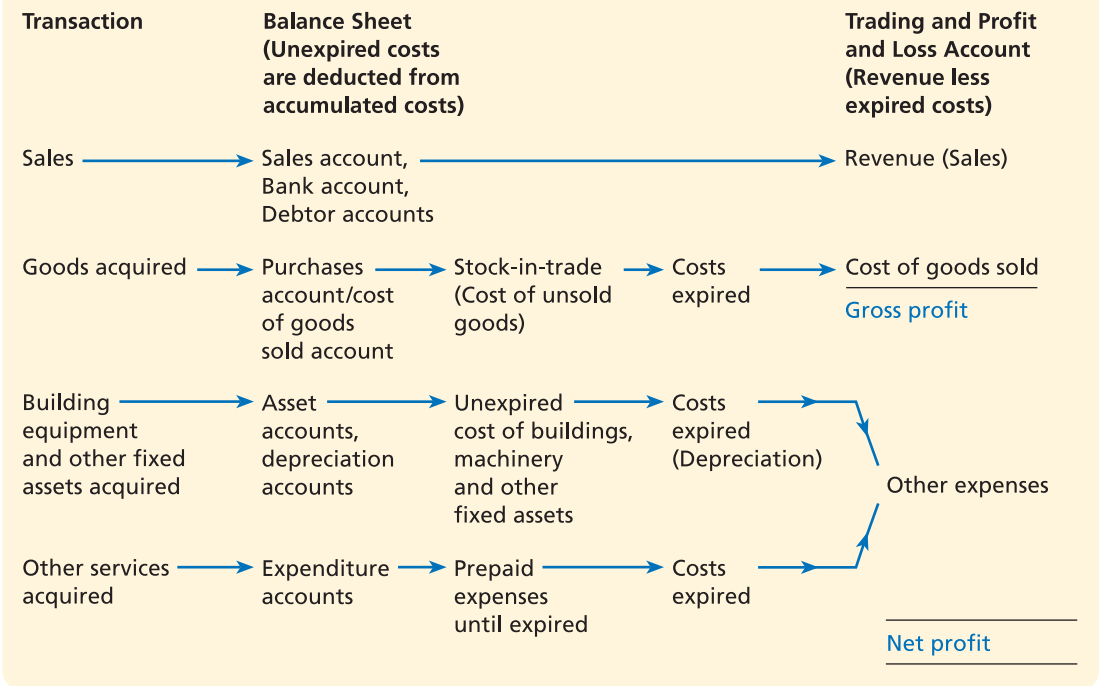 Transaction
Balance Sheet
(Unexpired costs
are deducted from
accumulated costs)
Trading and Profit
and Loss Account
(Revenue less
expired costs)
Sales
Sales account,
Bank account,
Debtor accounts
Revenue (Sales)
Goods acquired
Purchases
account/cost
of goods
sold account
Stock-in-trade
(Cost of unsold
goods)
Costs
expired
Cost of goods sold
Gross profit
Building
equipment
and other fixed
assets acquired
Asset
accounts,
depreciation
accounts
Unexpired
cost of buildings,
machinery
and other
fixed assets
Costs
expired
(Depreciation)
Other expenses
Other services
acquired
Expenditure
accounts
Prepaid
expenses
until expired
Costs
expired
Net profit